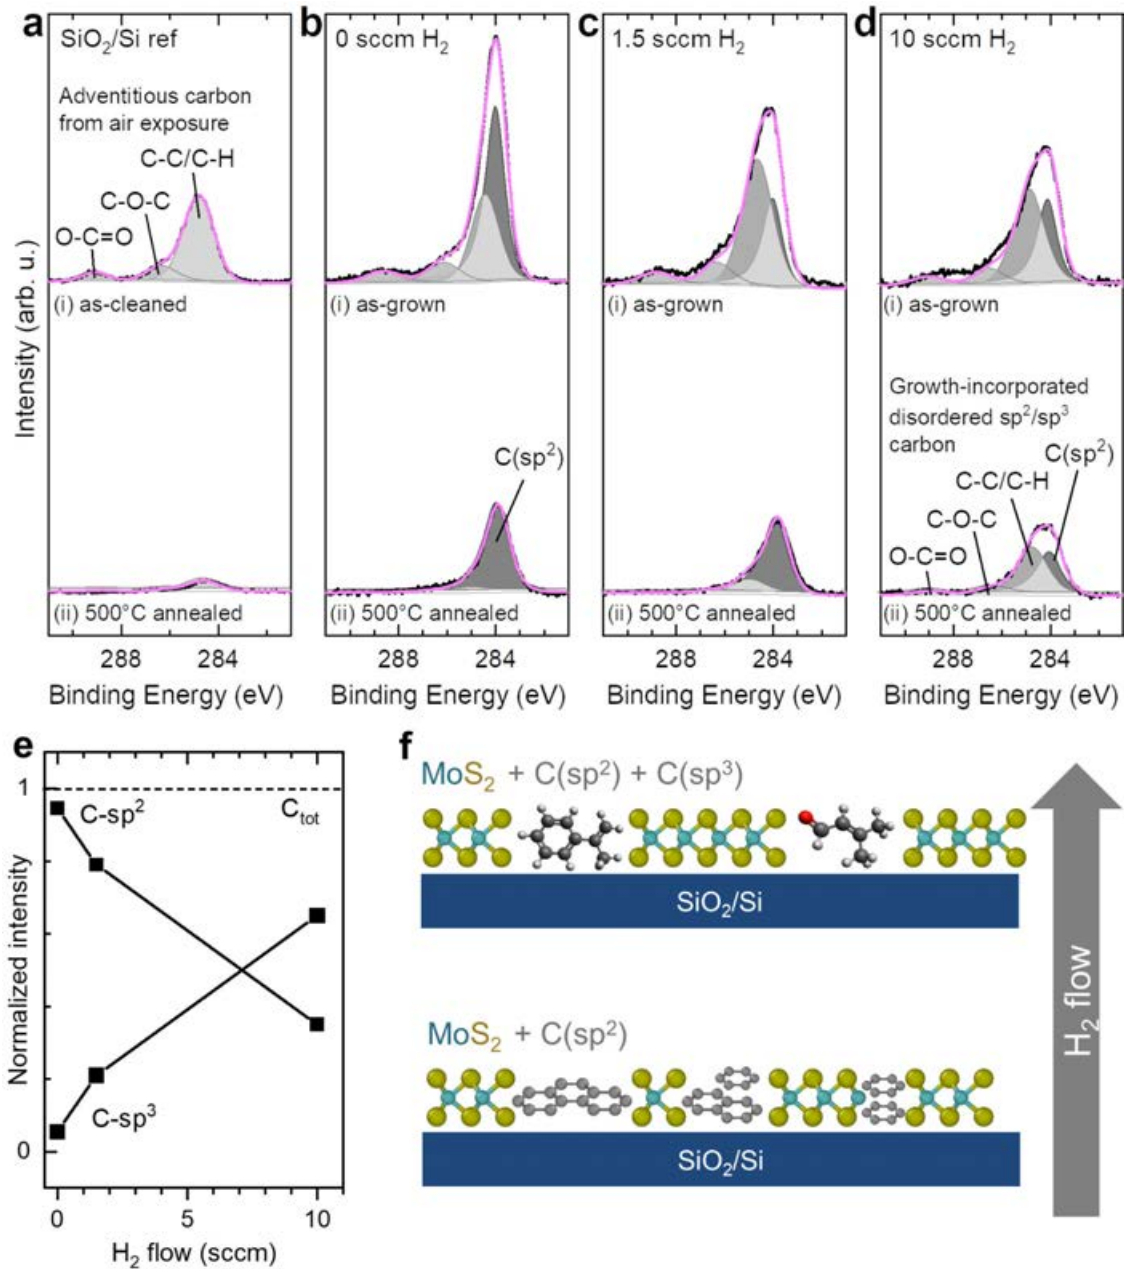 a
SiO₂/Si ref
Adventitious carbon
from air exposure
C-C/C-H
C-O-C
O-C=O
(i) as-cleaned
(ii) 500°C annealed
288 284
Binding Energy (eV)
Intensity (arb. u.)
b
0 sccm H₂
(i) as-grown
C(sp²)
(ii) 500°C annealed
288 284
Binding Energy (eV)
c
1.5 sccm H₂
(i) as-grown
(ii) 500°C annealed
288 284
Binding Energy (eV)
d
10 sccm H₂
(i) as-grown
Growth-incorporated
disordered sp²/sp³
carbon
C(sp²)
C-C/C-H
C-O-C
O-C=O
(ii) 500°C annealed
288 284
Binding Energy (eV)
e
1
C-sp²
C_tot
C-sp³
0
Normalized intensity
0 5 10
H₂ flow (sccm)
f
MoS₂ + C(sp²) + C(sp³)
SiO₂/Si
MoS₂ + C(sp²)
SiO₂/Si
H₂ flow